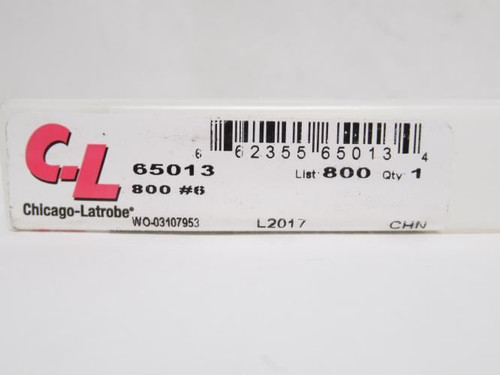 C-L
Chicago-Latrobe®
65013
800 #6
WO-03107953
6 62355 65013 4
List 800 Qty 1
L2017
CHN